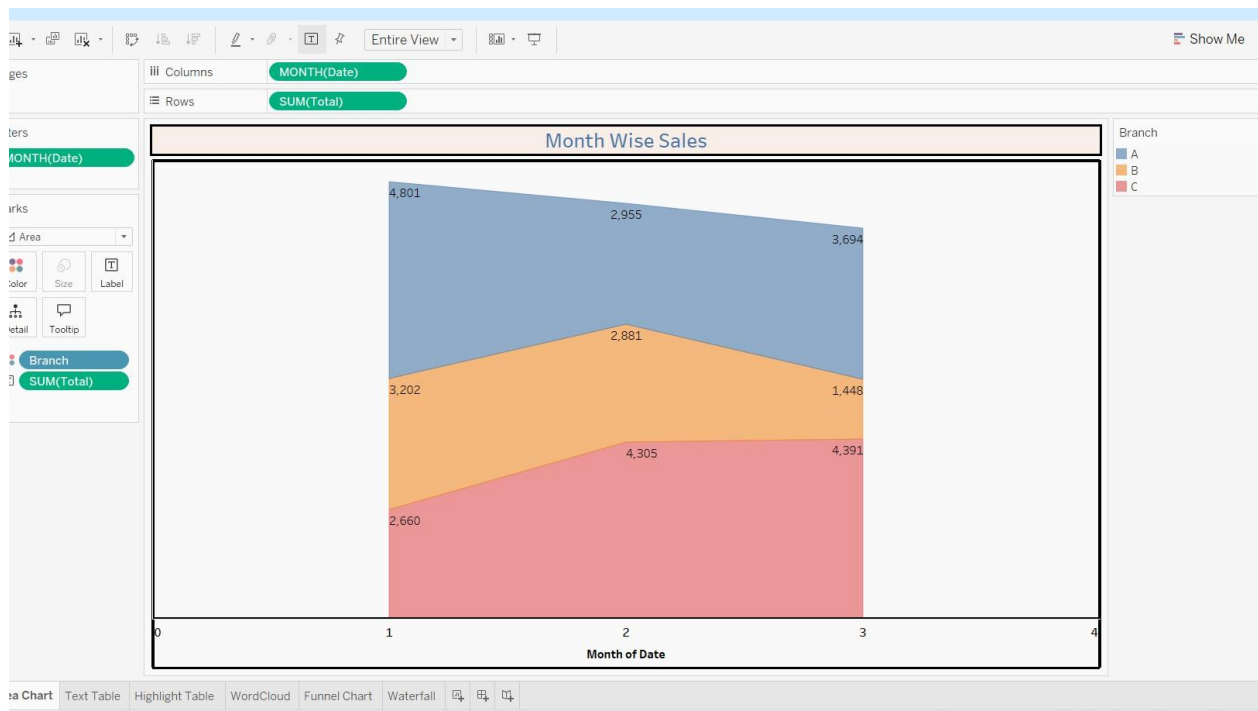 Entire View
Show Me
ges
iii Columns
MONTH(Date)
Rows
SUM(Total)
ters
MONTH(Date)
Month Wise Sales
Branch
A
B
C
arks
Area
Color
Size
Label
Detail
Tooltip
Branch
SUM(Total)
4,801
2,955
3,694
2,881
3,202
1,448
4,305
4,391
2,660
0
1
2
3
4
Month of Date
ea Chart
Text Table
Highlight Table
WordCloud
Funnel Chart
Waterfall